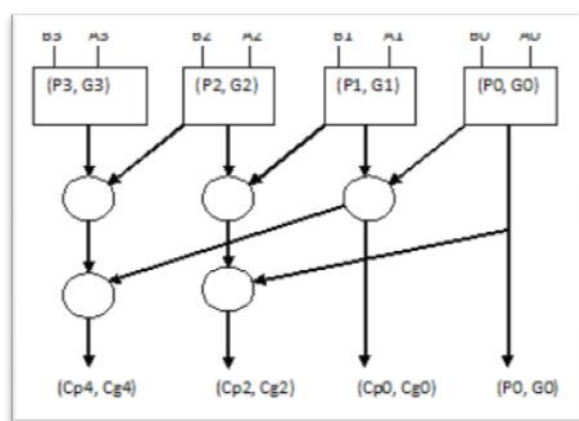 B3 A3 B2 A2 B1 A1 B0 A0
(P3, G3) (P2, G2) (P1, G1) (P0, G0)
(Cp4, Cg4) (Cp2, Cg2) (Cp0, Cg0) (P0, G0)